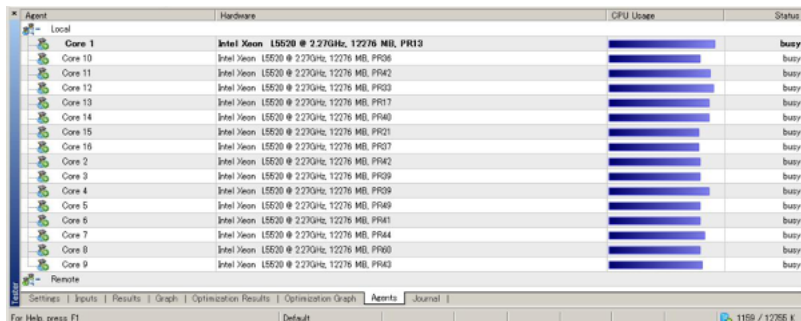 Agent Hardware CPU Usage Status
Local
Core 1 Intel Xeon L5520 @ 2.27GHz, 12276 MB, PR13 busy
Core 10 Intel Xeon L5520 @ 2.27GHz, 12276 MB, PR36 busy
Core 11 Intel Xeon L5520 @ 2.27GHz, 12276 MB, PR42 busy
Core 12 Intel Xeon L5520 @ 2.27GHz, 12276 MB, PR33 busy
Core 13 Intel Xeon L5520 @ 2.27GHz, 12276 MB, PR17 busy
Core 14 Intel Xeon L5520 @ 2.27GHz, 12276 MB, PR40 busy
Core 15 Intel Xeon L5520 @ 2.27GHz, 12276 MB, PR21 busy
Core 16 Intel Xeon L5520 @ 2.27GHz, 12276 MB, PR37 busy
Core 2 Intel Xeon L5520 @ 2.27GHz, 12276 MB, PR42 busy
Core 3 Intel Xeon L5520 @ 2.27GHz, 12276 MB, PR39 busy
Core 4 Intel Xeon L5520 @ 2.27GHz, 12276 MB, PR39 busy
Core 5 Intel Xeon L5520 @ 2.27GHz, 12276 MB, PR49 busy
Core 6 Intel Xeon L5520 @ 2.27GHz, 12276 MB, PR41 busy
Core 7 Intel Xeon L5520 @ 2.27GHz, 12276 MB, PR44 busy
Core 8 Intel Xeon L5520 @ 2.27GHz, 12276 MB, PR60 busy
Core 9 Intel Xeon L5520 @ 2.27GHz, 12276 MB, PR43 busy
Remote
Tester
Settings | Inputs | Results | Graph | Optimization Results | Optimization Graph | Agents | Journal |
For Help, press F1 Default 1159 / 12755 K